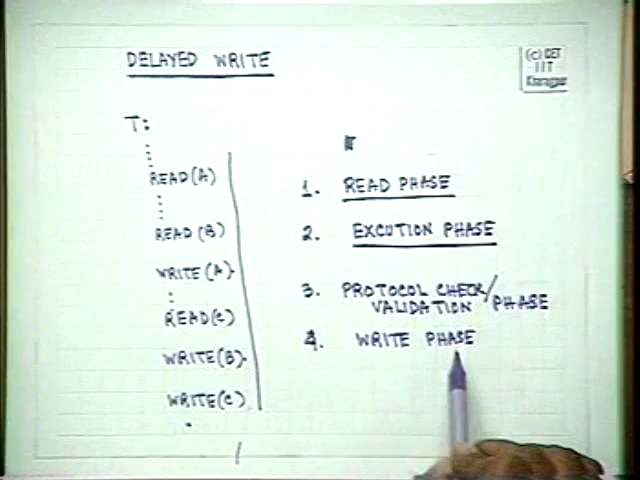 DELAYED WRITE
(c) CET
IIT
Kharagpur
T:
READ(A)
READ (B)
WRITE (A)
READ(C)
WRITE(B)
WRITE(C)
1. READ PHASE
2. EXCUTION PHASE
3. PROTOCOL CHECK/
VALIDATION PHASE
4. WRITE PHASE